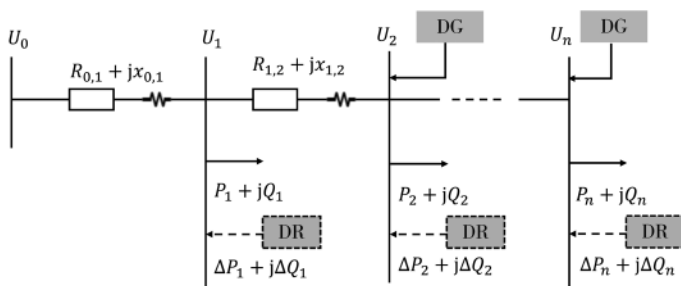 DG DG
U₀ U₁ U₂ Uₙ
R₀,₁ + jx₀,₁ R₁,₂ + jx₁,₂
P₁ + jQ₁ P₂ + jQ₂ Pₙ + jQₙ
DR DR DR
ΔP₁ + jΔQ₁ ΔP₂ + jΔQ₂ ΔPₙ + jΔQₙ